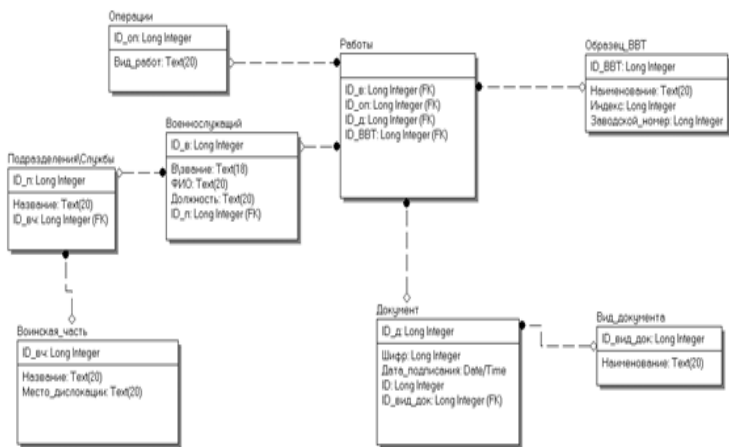 Операции
ID_оп: Long Integer
Вид_работ: Text(20)
Работы
ID_в: Long Integer (FK)
ID_оп: Long Integer (FK)
ID_д: Long Integer (FK)
ID_ВВТ: Long Integer (FK)
Образец_ВВТ
ID_ВВТ: Long Integer
Наименование: Text(20)
Индекс: Long Integer
Заводской_номер: Long Integer
Военнослужащий
ID_в: Long Integer
В\звание: Text(18)
ФИО: Text(20)
Должность: Text(20)
ID_п: Long Integer (FK)
Подразделения\Службы
ID_п: Long Integer
Название: Text(20)
ID_вч: Long Integer (FK)
Воинская_часть
ID_вч: Long Integer
Название: Text(20)
Место_дислокации: Text(20)
Документ
ID_д: Long Integer
Шифр: Long Integer
Дата_подписания: Date/Time
ID: Long Integer
ID_вид_док: Long Integer (FK)
Вид_документа
ID_вид_док: Long Integer
Наименование: Text(20)